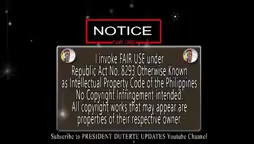 NOTICE
I invoke FAIR USE under
Republic Act No. 8293 Otherwise Known
as Intellectual Property Code of the Philippines
No Copyright Infringement intended.
All copyright works that may appear are
properties of their respective owner
Subscribe to PRESIDENT DUTERTE UPDATES Youtube Channel